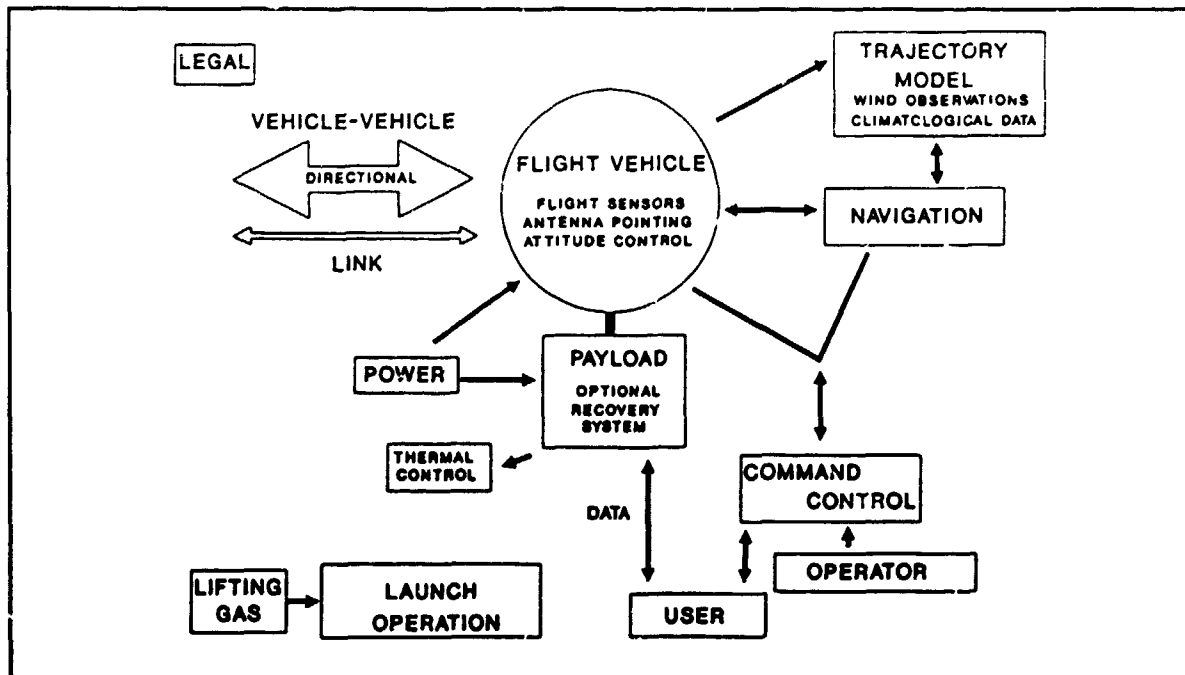 LEGAL
TRAJECTORY
MODEL
WIND OBSERVATIONS
CLIMATCLOGICAL DATA
VEHICLE-VEHICLE
DIRECTIONAL
LINK
FLIGHT VEHICLE
FLIGHT SENSORS
ANTENNA POINTING
ATTITUDE CONTROL
NAVIGATION
POWER
PAYLOAD
OPTIONAL
RECOVERY
SYSTEM
THERMAL
CONTROL
DATA
COMMAND
CONTROL
OPERATOR
LIFTING
GAS
LAUNCH
OPERATION
USER